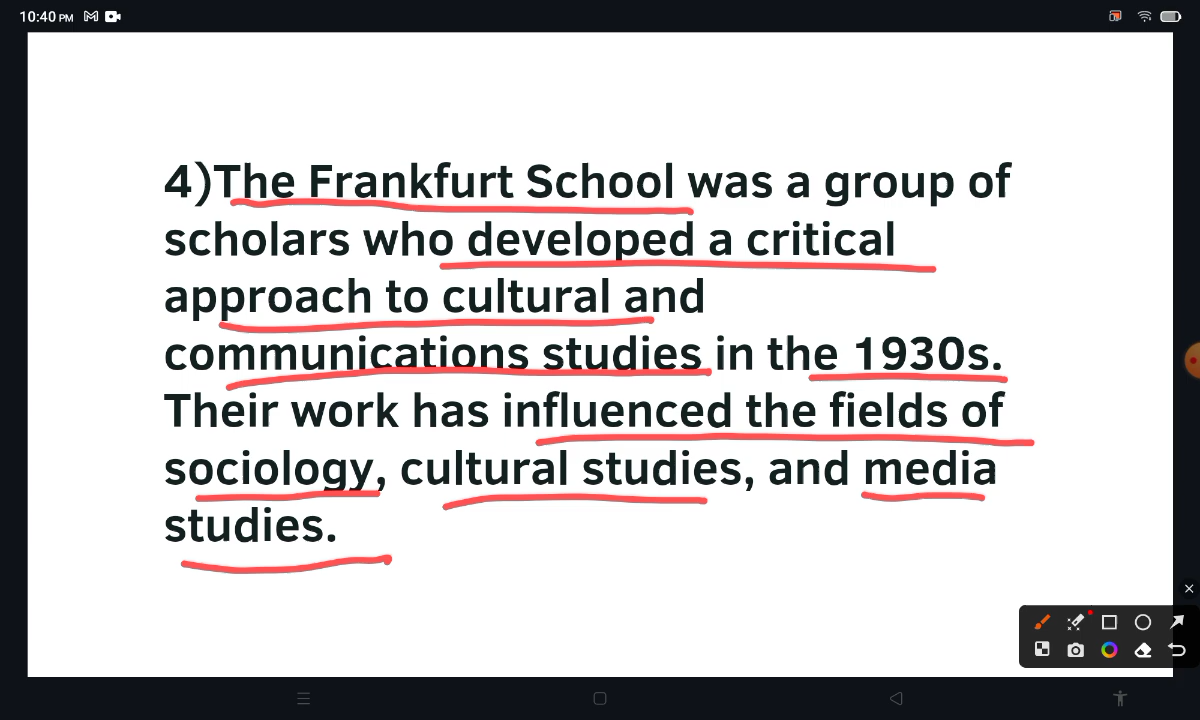 10:40 PM
4)The Frankfurt School was a group of
scholars who developed a critical
approach to cultural and
communications studies in the 1930s.
Their work has influenced the fields of
sociology, cultural studies, and media
studies.